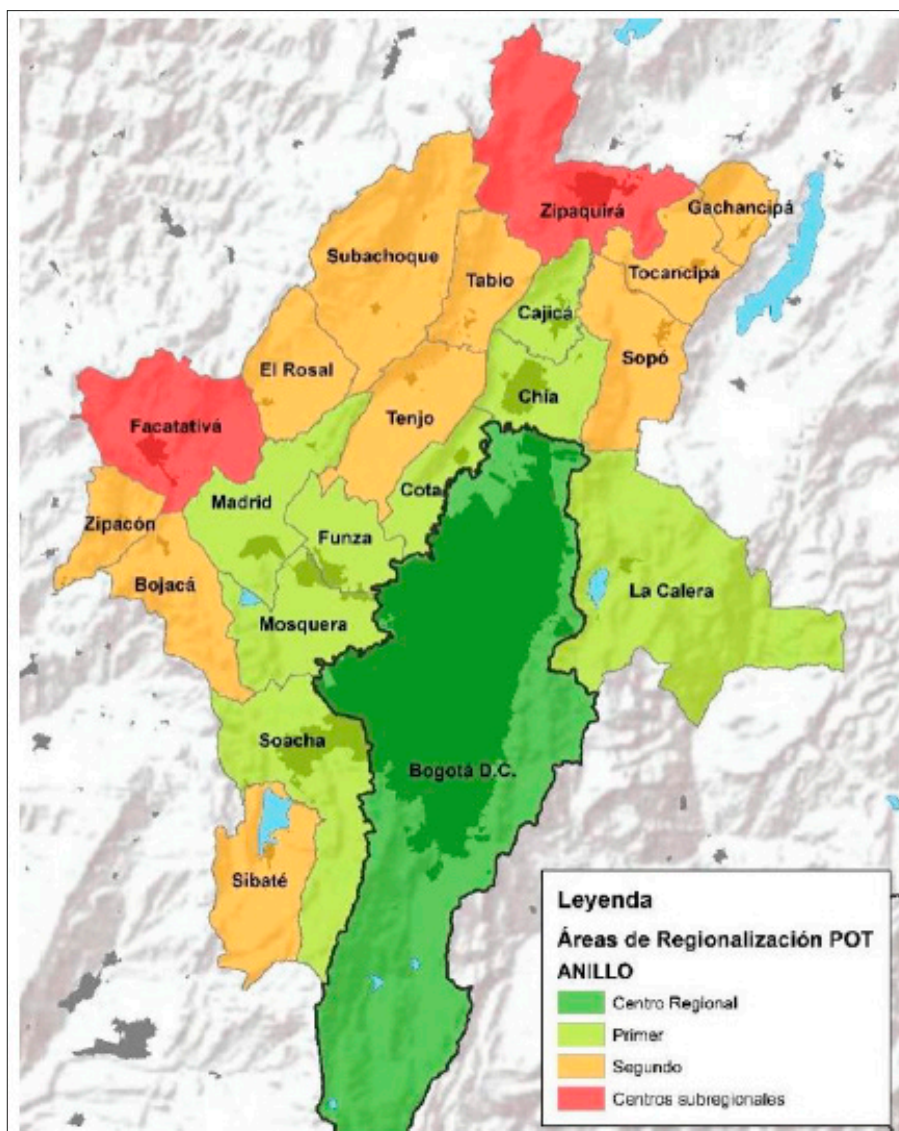 Zipaquirá
Gachancipá
Subachoque
Tabio
Tocancipá
Cajicá
Sopó
El Rosal
Chía
Tenjo
Facatativá
Cota
Madrid
Zipacón
Funza
Bojacá
La Calera
Mosquera
Soacha
Bogotá D.C.
Sibaté
Leyenda
Áreas de Regionalización POT
ANILLO
Centro Regional
Primer
Segundo
Centros subregionales